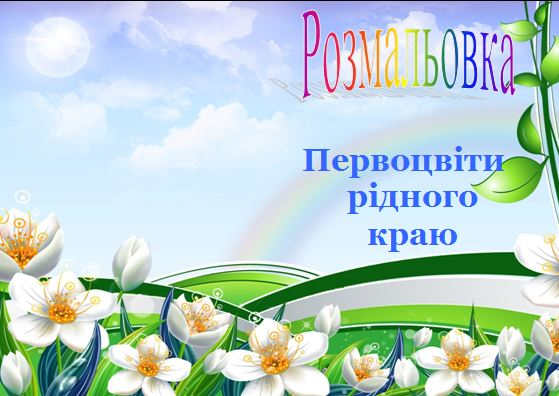 Розмальовка
Первоцвіти
рідного
краю